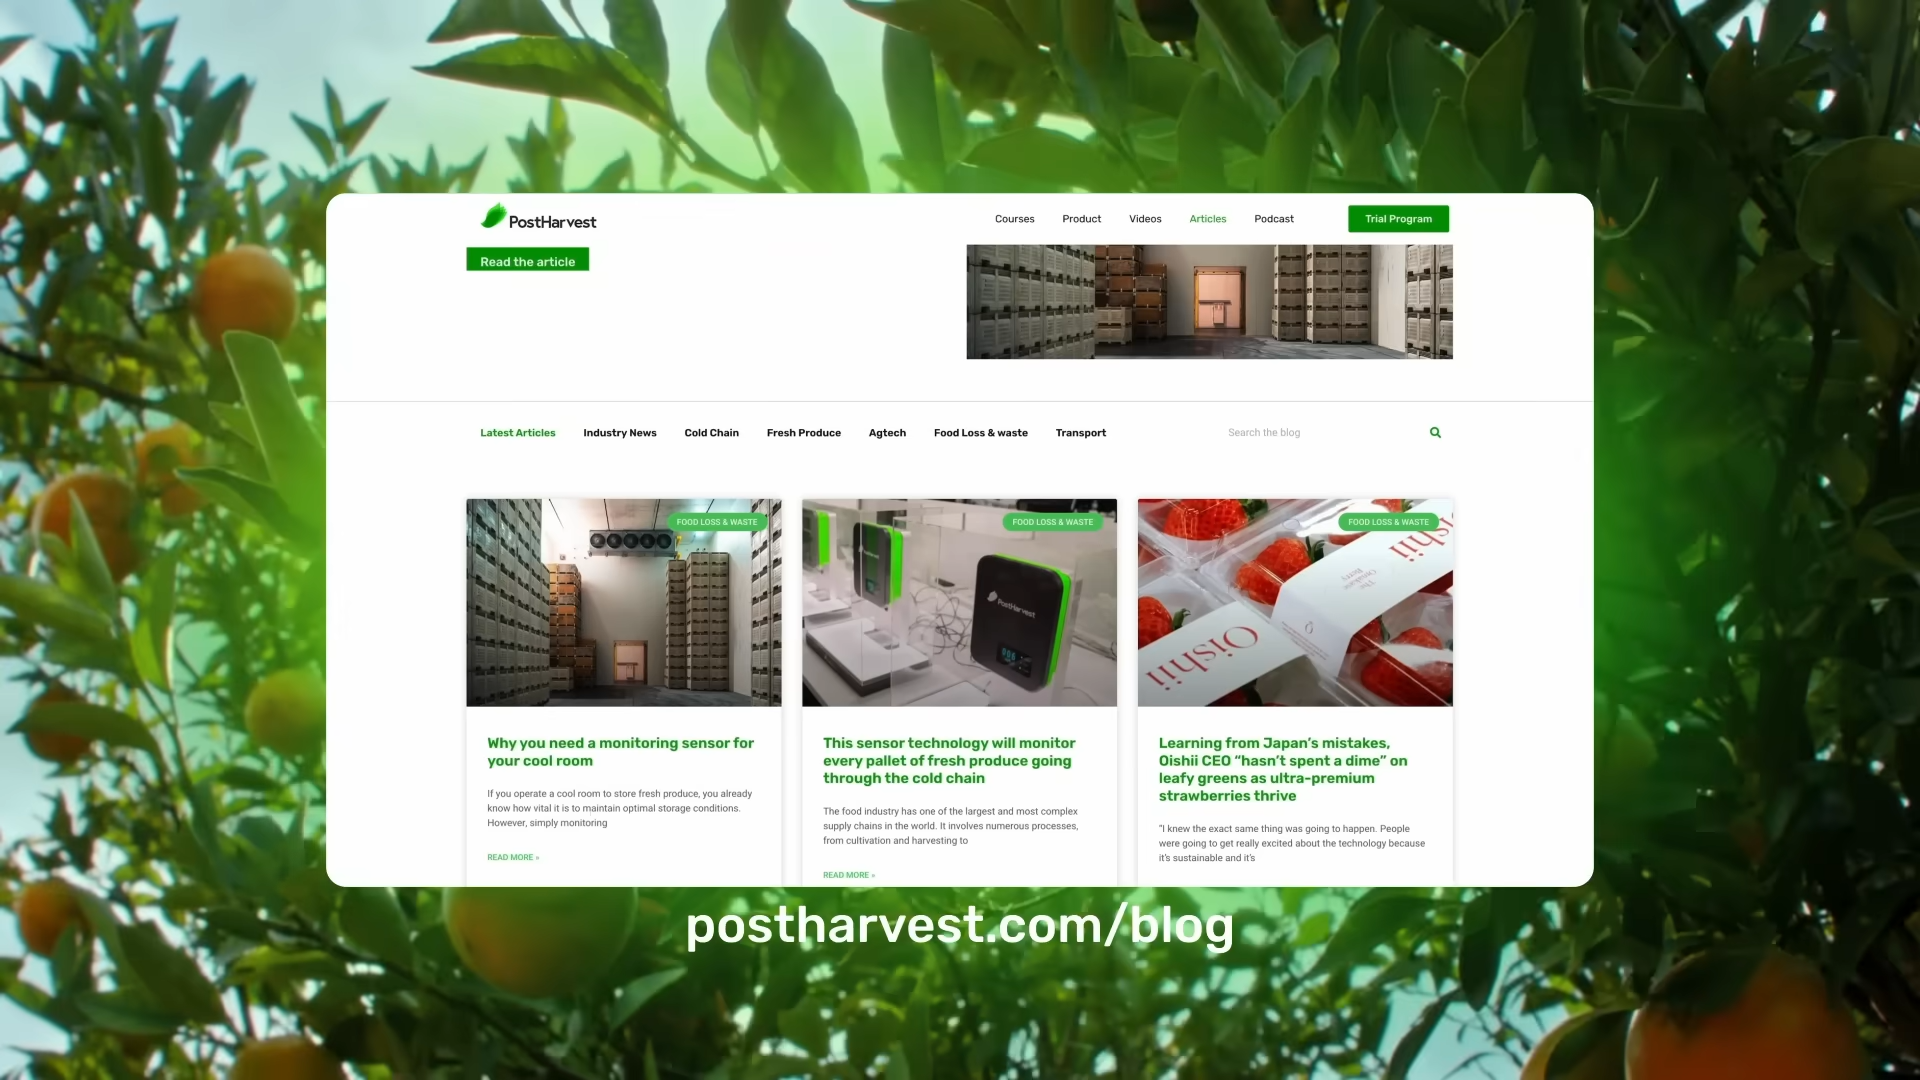 PostHarvest
Courses Product Videos Articles Podcast Trial Program
Read the article
Latest Articles Industry News Cold Chain Fresh Produce Agtech Food Loss & waste Transport Search the blog
FOOD LOSS & WASTE
Why you need a monitoring sensor for
your cool room
If you operate a cool room to store fresh produce, you already
know how vital it is to maintain optimal storage conditions.
However, simply monitoring
READ MORE »
FOOD LOSS & WASTE
PostHarvest
PostHarvest
This sensor technology will monitor
every pallet of fresh produce going
through the cold chain
The food industry has one of the largest and most complex
supply chains in the world. It involves numerous processes,
from cultivation and harvesting to
READ MORE »
FOOD LOSS & WASTE
Oishii
The
Omakase
Berry
Oishii
Learning from Japan's mistakes,
Oishii CEO “hasn't spent a dime” on
leafy greens as ultra-premium
strawberries thrive
“I knew the exact same thing was going to happen. People
were going to get really excited about the technology because
it's sustainable and it's
postharvest.com/blog